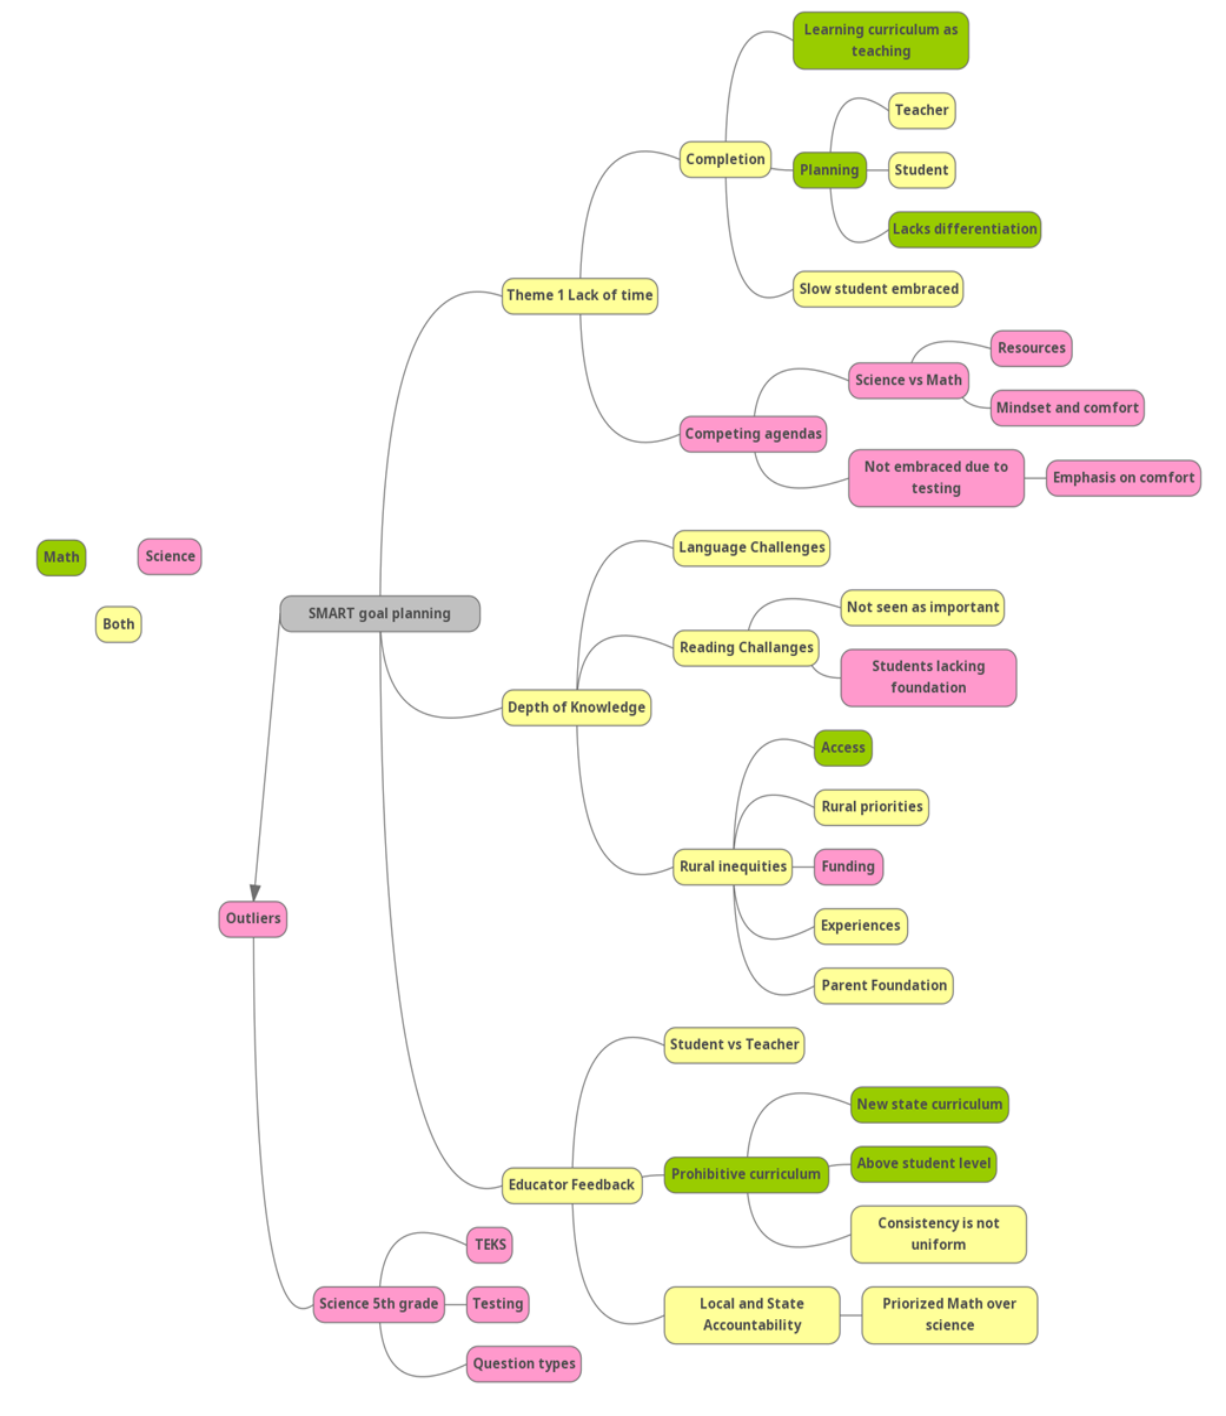 Learning curriculum as
teaching
Teacher
Completion
Planning
Student
Lacks differentiation
Slow student embraced
Theme 1 Lack of time
Resources
Science vs Math
Mindset and comfort
Competing agendas
Not embraced due to
testing
Emphasis on comfort
Math
Science
Both
SMART goal planning
Language Challenges
Not seen as important
Reading Challanges
Students lacking
foundation
Depth of Knowledge
Access
Rural priorities
Rural inequities
Funding
Experiences
Parent Foundation
Outliers
Student vs Teacher
New state curriculum
Above student level
Prohibitive curriculum
Educator Feedback
Consistency is not
uniform
Local and State
Accountability
Priorized Math over
science
TEKS
Science 5th grade
Testing
Question types